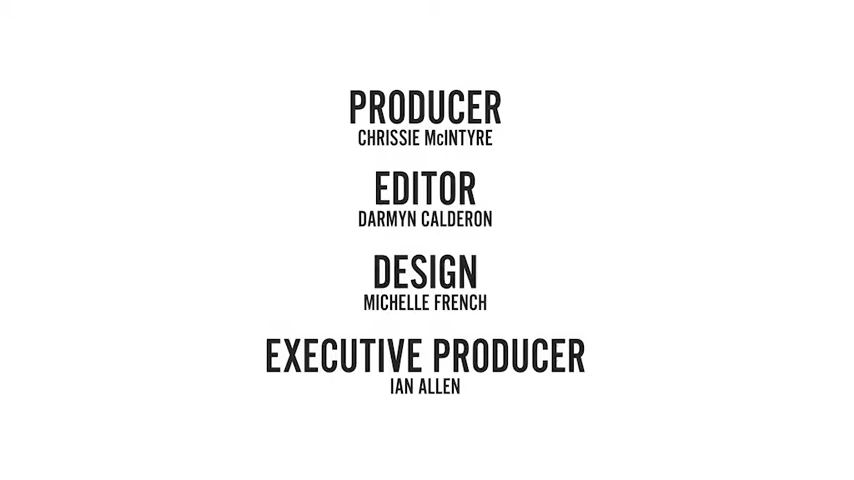 PRODUCER
CHRISSIE McINTYRE
EDITOR
DARMYN CALDERON
DESIGN
MICHELLE FRENCH
EXECUTIVE PRODUCER
IAN ALLEN